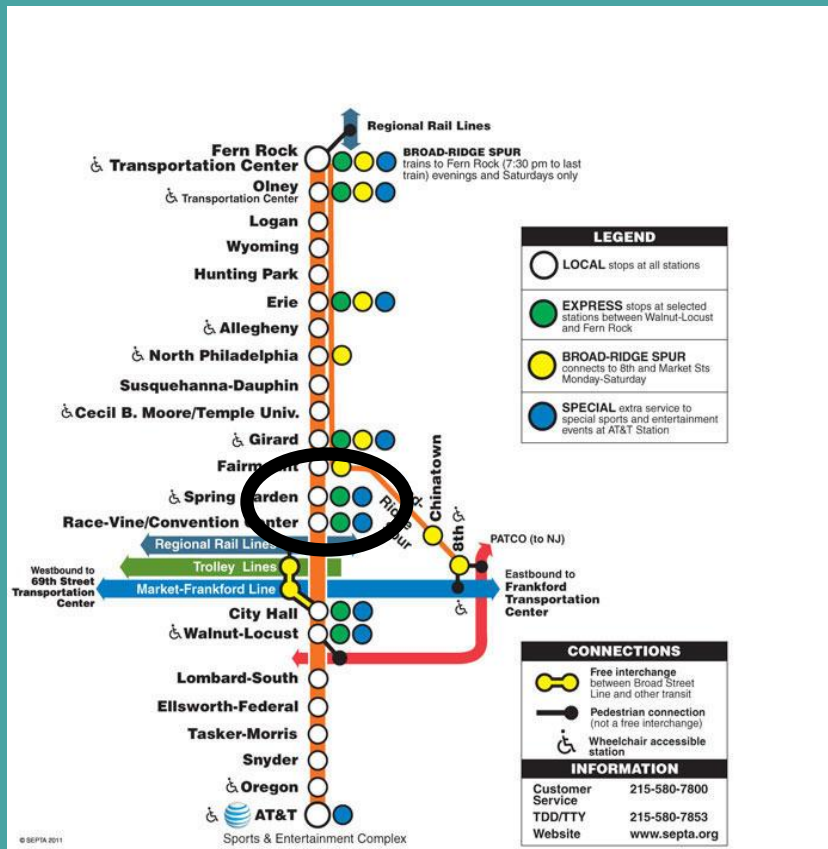 Regional Rail Lines
Fern Rock
Transportation Center
BROAD-RIDGE SPUR
trains to Fern Rock (7:30 pm to last
train) evenings and Saturdays only
Olney
Transportation Center
Logan
Wyoming
Hunting Park
Erie
Allegheny
North Philadelphia
Susquehanna-Dauphin
Cecil B. Moore/Temple Univ.
Girard
Spring
Race-Vine/Convention Center
Chinatown
8th
Regional Rail Lines
Trolley Lines
Market-Frankford Line
Westbound to
69th Street
Transportation
Center
PATCO (to NJ)
Eastbound to
Frankford
Transportation
Center
City Hall
Walnut-Locust
Lombard-South
Ellsworth-Federal
Tasker-Morris
Snyder
Oregon
AT&T
Sports & Entertainment Complex
© SEPTA 2011
LEGEND
LOCAL stops at all stations
EXPRESS stops at selected
stations between Walnut-Locust
and Fern Rock
BROAD-RIDGE SPUR
connects to 8th and Market Sts
Monday-Saturday
SPECIAL extra service to
special sports and entertainment
events at AT&T Station
CONNECTIONS
Free interchange
between Broad Street
Line and other transit
Pedestrian connection
(not a free interchange)
Wheelchair accessible
station
INFORMATION
Customer Service 215-580-7800
TDD/TTY 215-580-7853
Website www.septa.org